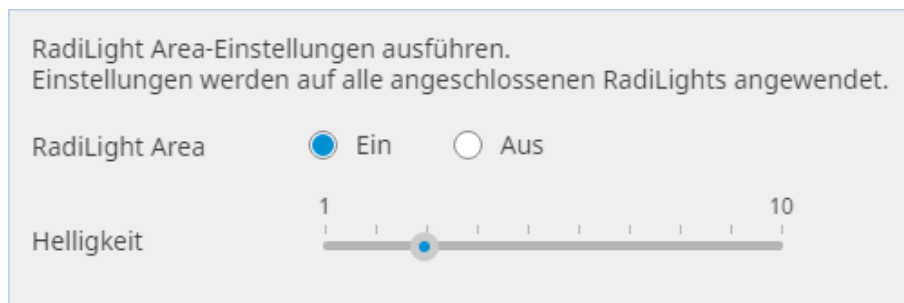 RadiLight Area-Einstellungen ausführen.
Einstellungen werden auf alle angeschlossenen RadiLights angewendet.
RadiLight Area Ein Aus
1 10
Helligkeit